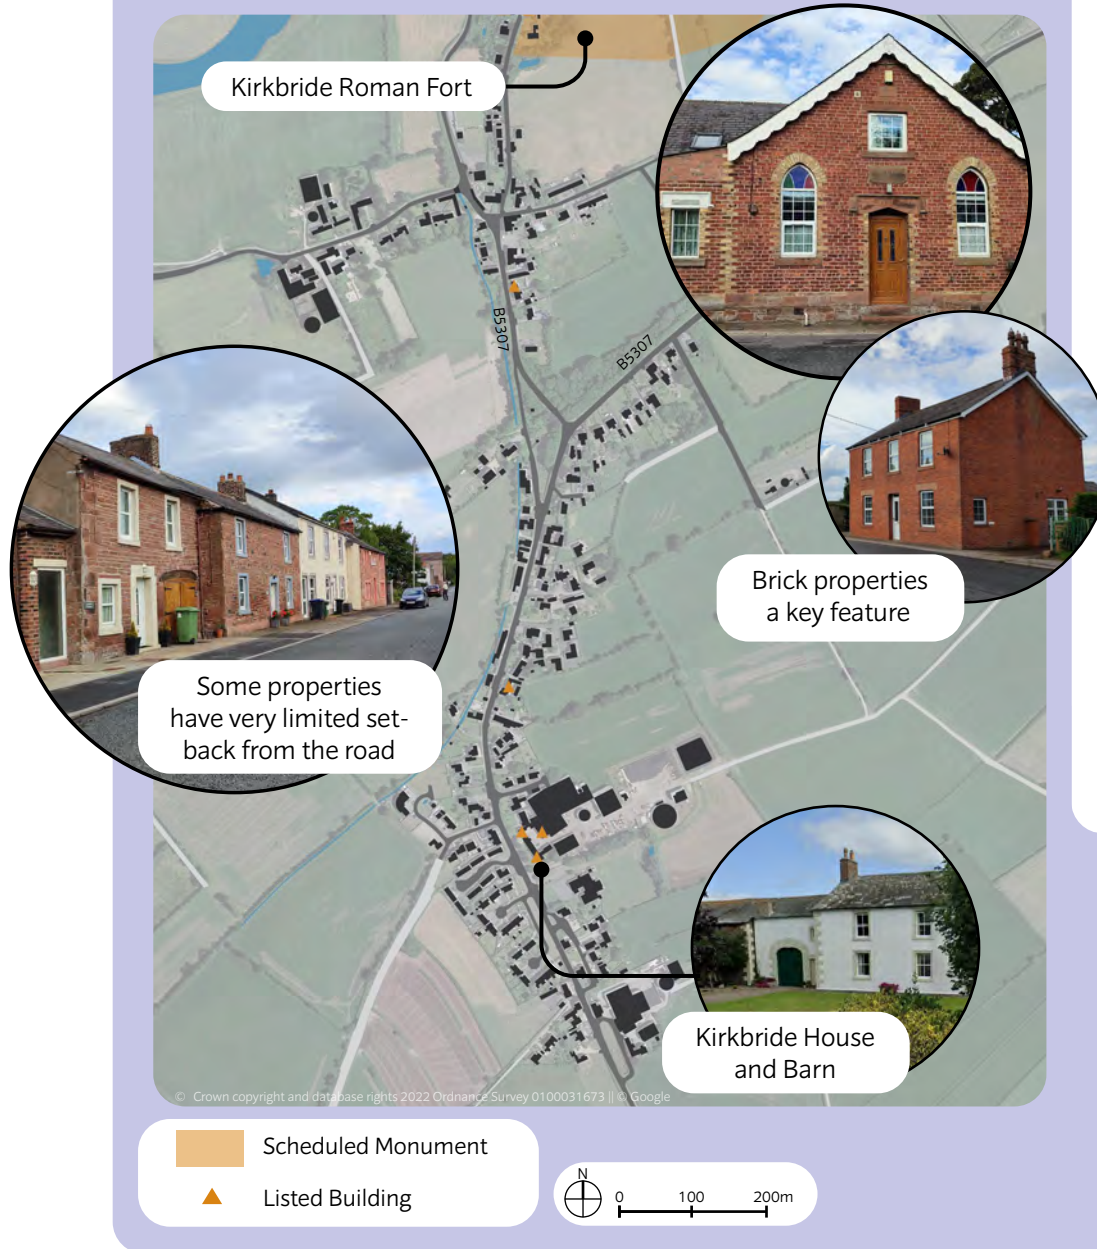 Kirkbride Roman Fort
B5307
B5307
Some properties
have very limited set-
back from the road
Brick properties
a key feature
Kirkbride House
and Barn
© Crown copyright and database rights 2022 Ordnance Survey 0100031673 || © Google
Scheduled Monument
Listed Building
N
0 100 200m